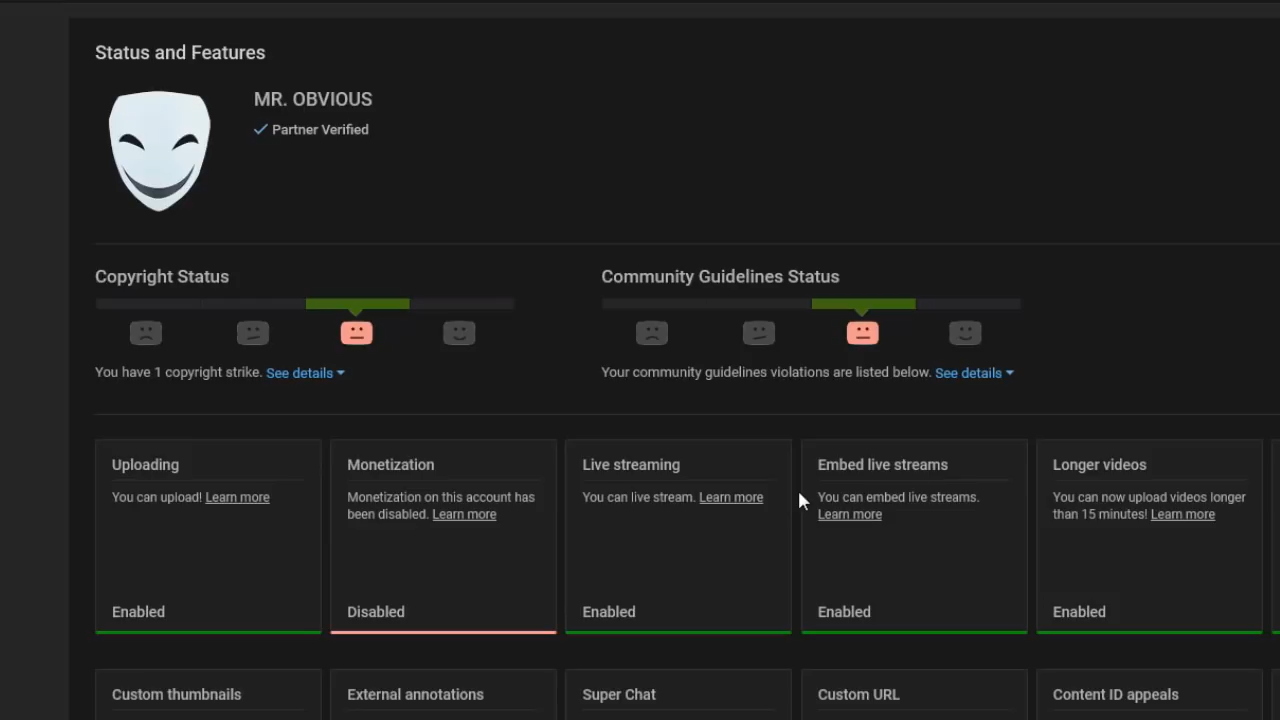 Status and Features
MR. OBVIOUS
Partner Verified
Copyright Status
You have 1 copyright strike. See details
Community Guidelines Status
Your community guidelines violations are listed below. See details
Uploading
You can upload! Learn more
Enabled
Monetization
Monetization on this account has
been disabled. Learn more
Disabled
Live streaming
You can live stream. Learn more
Enabled
Embed live streams
You can embed live streams.
Learn more
Enabled
Longer videos
You can now upload videos longer
than 15 minutes! Learn more
Enabled
Custom thumbnails
External annotations
Super Chat
Custom URL
Content ID appeals